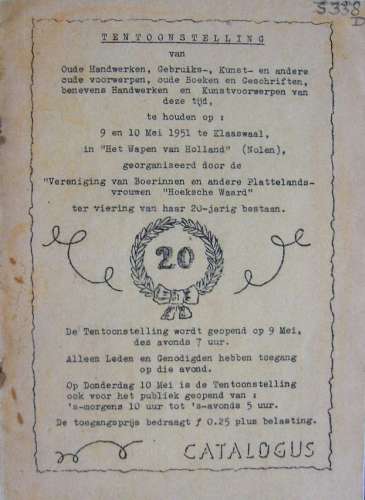 5338
D
TENTOONSTELLING
van
Oude Handwerken, Gebruiks-, Kunst- en andere
oude voorwerpen, oude Boeken en Geschriften,
benevens Handwerken en Kunstvoorwerpen van
deze tijd,
te houden op :
9 en 10 Mei 1951 te Klaaswaal,
in "Het Wapen van Holland" (Nolen),
georganiseerd door de
"Vereniging van Boerinnen en andere Plattelands-
vrouwen "Hoeksche Waard"
ter viering van haar 20-jarig bestaan.
20
De Tentoonstelling wordt geopend op 9 Mei,
des avonds 7 uur.
Alleen Leden en Genodigden hebben toegang
op die avond.
Op Donderdag 10 Mei is de Tentoonstelling
ook voor het publiek geopend van :
's-morgens 10 uur tot 's-avonds 5 uur.
De toegangsprijs bedraagt ƒ 0.25 plus belasting.
CATALOGUS